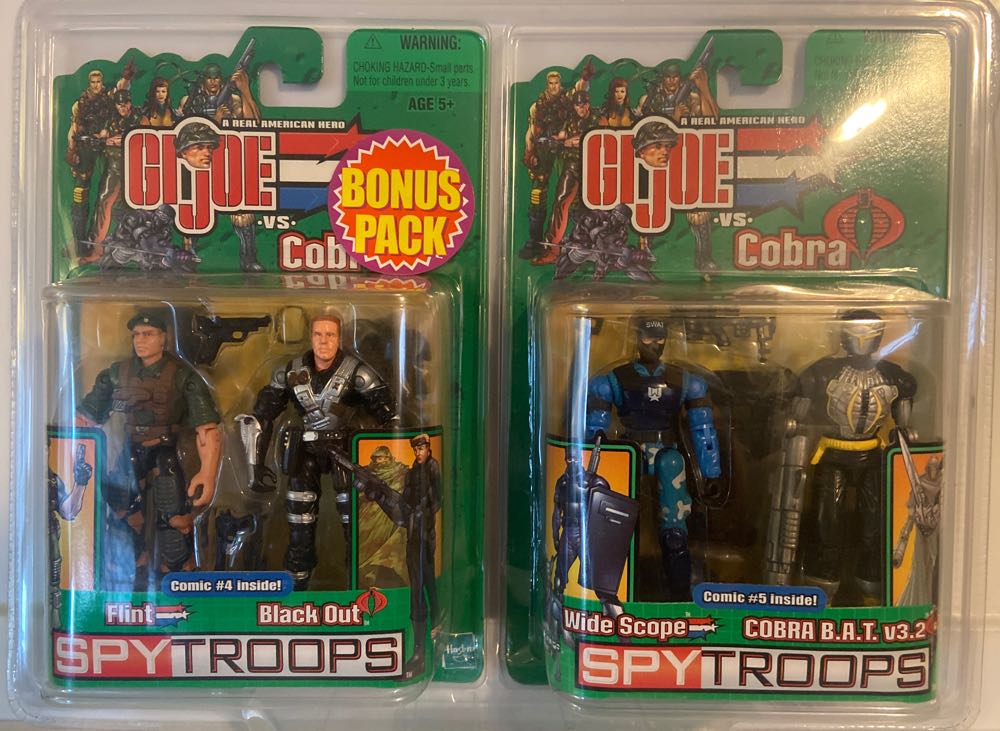 WARNING:
CHOKING HAZARD-Small parts.
Not for children under 3 years.
AGE 5+
A REAL AMERICAN HERO
GI JOE
·VS·
BONUS
PACK
Comic #4 inside!
Flint
Black Out
SPYTROOPS
Hasbro
A REAL AMERICAN HERO
GI JOE
·VS·
Cobra
SWAT
Comic #5 inside!
Wide Scope
COBRA B.A.T. v3.2
SPYTROOPS